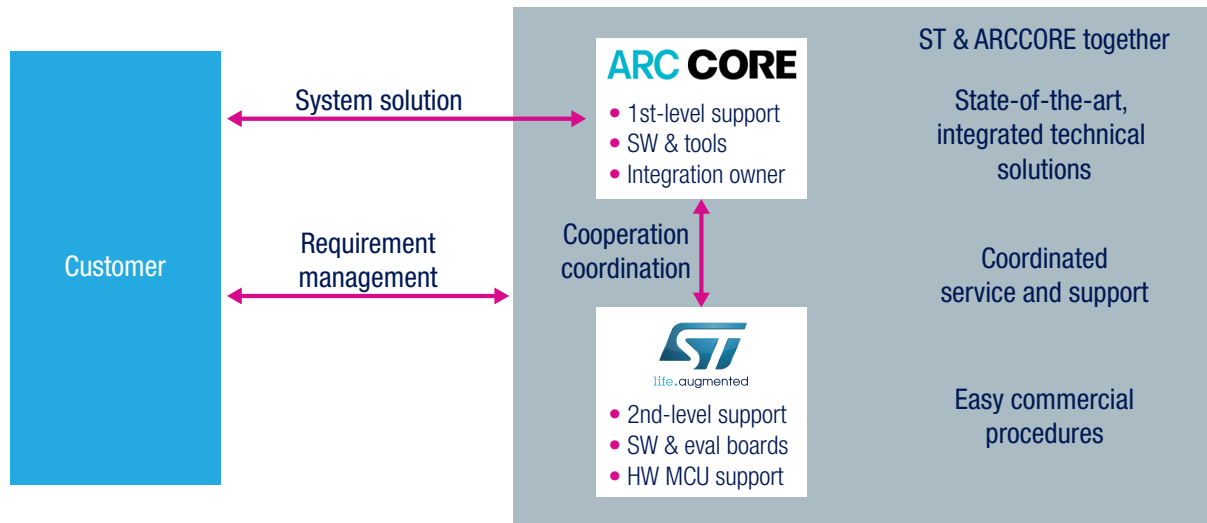 Customer
System solution
Requirement
management
ARC CORE
• 1st-level support
• SW & tools
• Integration owner
Cooperation
coordination
ST
life.augmented
• 2nd-level support
• SW & eval boards
• HW MCU support
ST & ARCCORE together
State-of-the-art,
integrated technical
solutions
Coordinated
service and support
Easy commercial
procedures